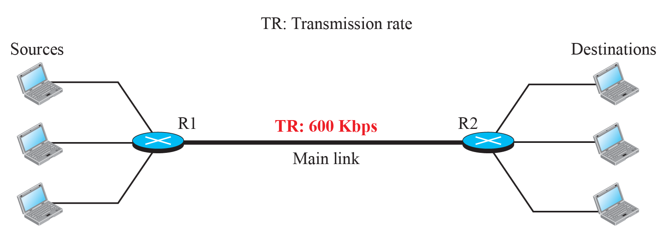 TR: Transmission rate
Sources
Destinations
R1
TR: 600 Kbps
R2
Main link